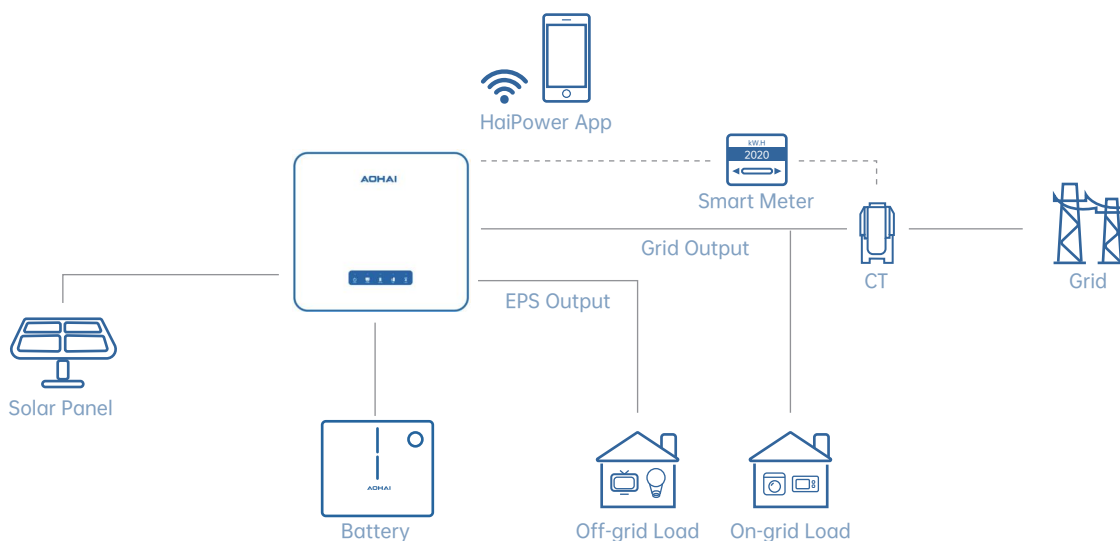 HaiPower App
AOHAI
kW.H
2020
Smart Meter
Grid Output
CT
Grid
EPS Output
Solar Panel
AOHAI
Battery
Off-grid Load
On-grid Load